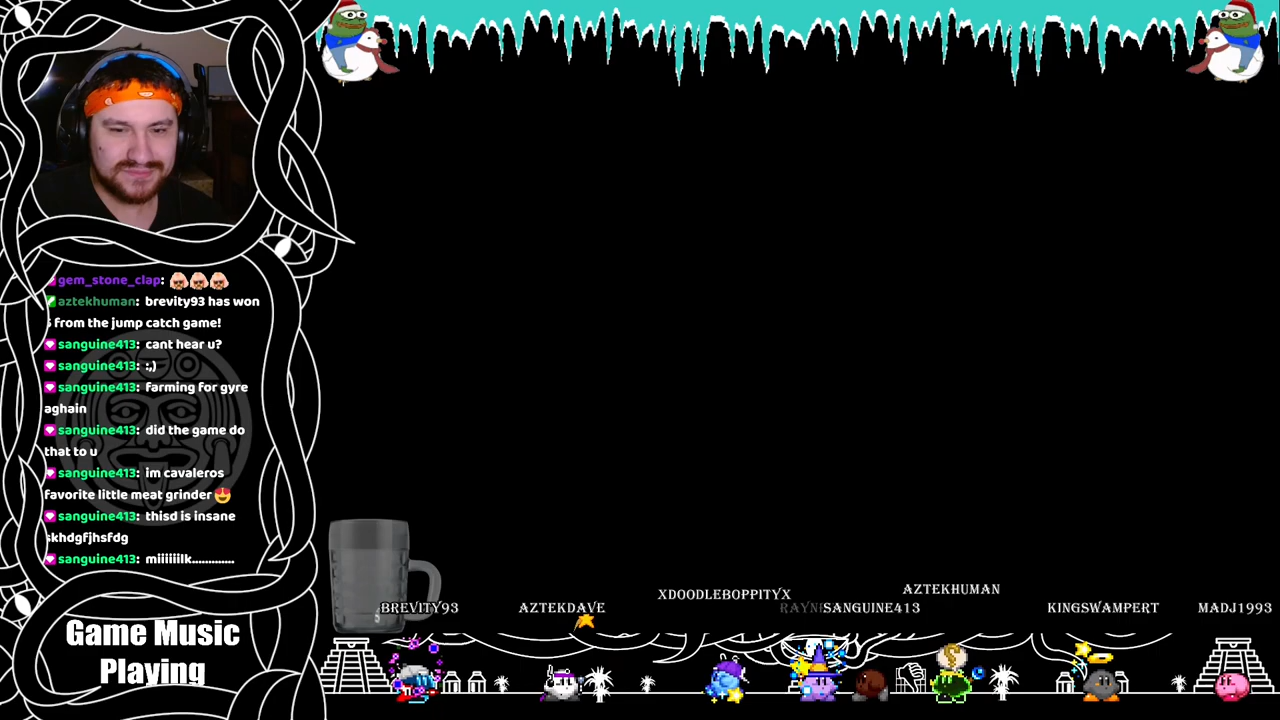 gem_stone_clap:
aztekhuman: brevity93 has won
from the jump catch game!
sanguine413: cant hear u?
sanguine413: :,)
sanguine413: farming for gyre
aghain
sanguine413: did the game do
that to u
sanguine413: im cavaleros
favorite little meat grinder
sanguine413: thisd is insane
skhdgfjhsfdg
sanguine413: miiiiiilk.............
Game Music
Playing
BREVITY93
AZTEKDAVE
XDOODLEBOPPITYX
SANGUINE413
AZTEKHUMAN
KINGSWAMPERT
MADJ1993